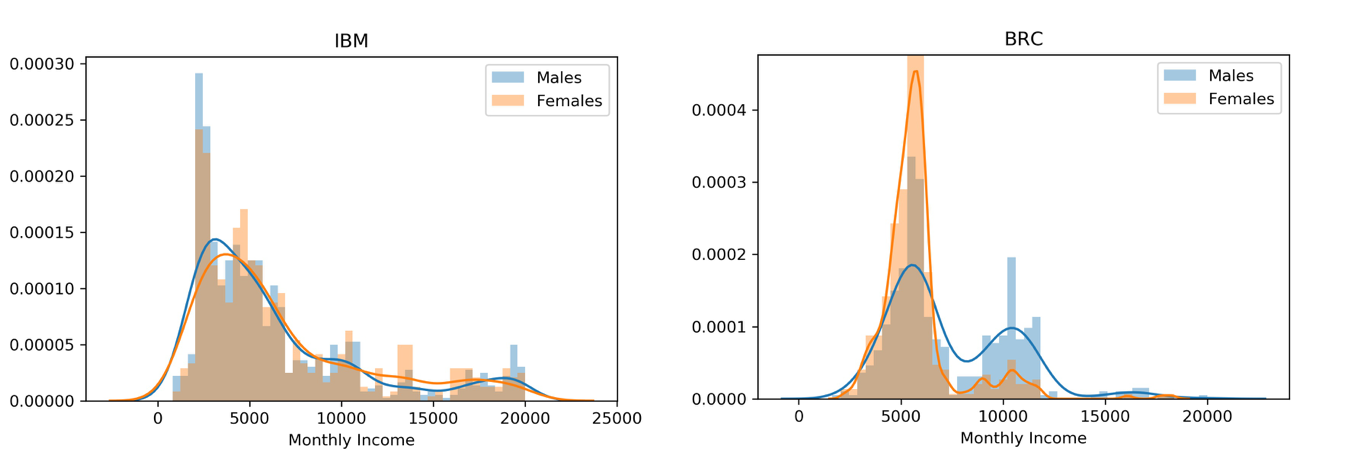 IBM
0.00030
0.00025
0.00020
0.00015
0.00010
0.00005
0.00000
Males
Females
0 5000 10000 15000 20000 25000
Monthly Income
BRC
0.0004
0.0003
0.0002
0.0001
0.0000
Males
Females
0 5000 10000 15000 20000
Monthly Income